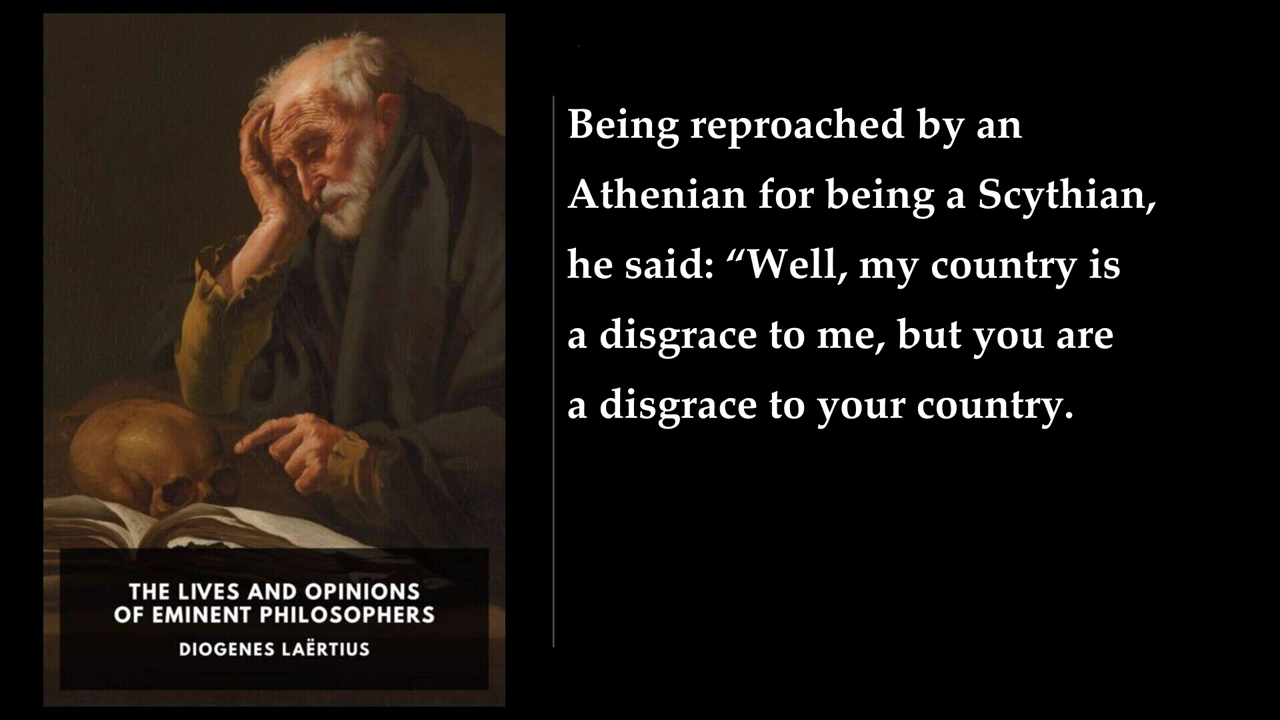 THE LIVES AND OPINIONS
OF EMINENT PHILOSOPHERS
DIOGENES LAËRTIUS
Being reproached by an
Athenian for being a Scythian,
he said: “Well, my country is
a disgrace to me, but you are
a disgrace to your country.